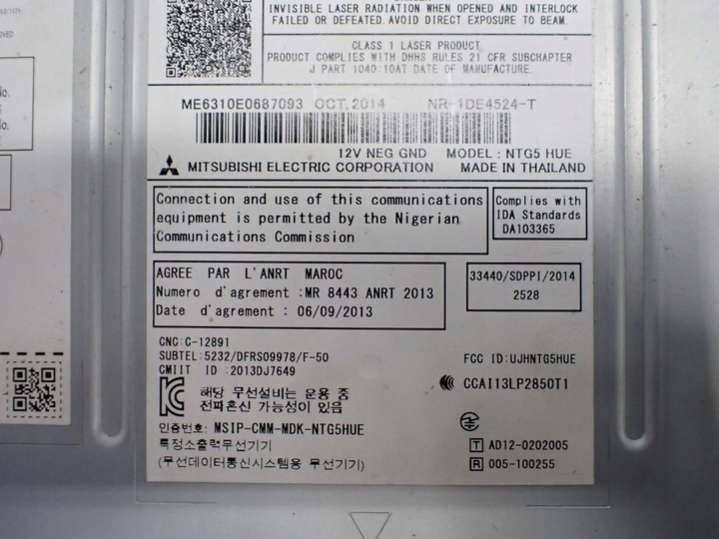 INVISIBLE LASER RADIATION WHEN OPENED AND INTERLOCK
FAILED OR DEFEATED. AVOID DIRECT EXPOSURE TO BEAM.
CLASS 1 LASER PRODUCT
PRODUCT COMPLIES WITH DHHS RULES 21 CFR SUBCHAPTER
J PART 1040.10AT DATE OF MANUFACTURE.
ME6310E0687093 OCT.2014 NR-1DE4524-T
12V NEG GND MODEL : NTG5 HUE
MITSUBISHI ELECTRIC CORPORATION MADE IN THAILAND
Connection and use of this communications
equipment is permitted by the Nigerian
Communications Commission
Complies with
IDA Standards
DA103365
AGREE PAR L'ANRT MAROC
Numero d'agrement :MR 8443 ANRT 2013
Date d'agrement : 06/09/2013
33440/SDPPI/2014
2528
CNC:C-12891
SUBTEL:5232/DFRS09978/F-50
CMIIT ID :2013DJ7649
FCC ID:UJHNTG5HUE
CCAI13LP2850T1
해당 무선설비는 운용 중
전파혼신 가능성이 있음
인증번호: MSIP-CMM-MDK-NTG5HUE
특정소출력무선기기
(무선데이터통신시스템용 무선기기)
T AD12-0202005
R 005-100255